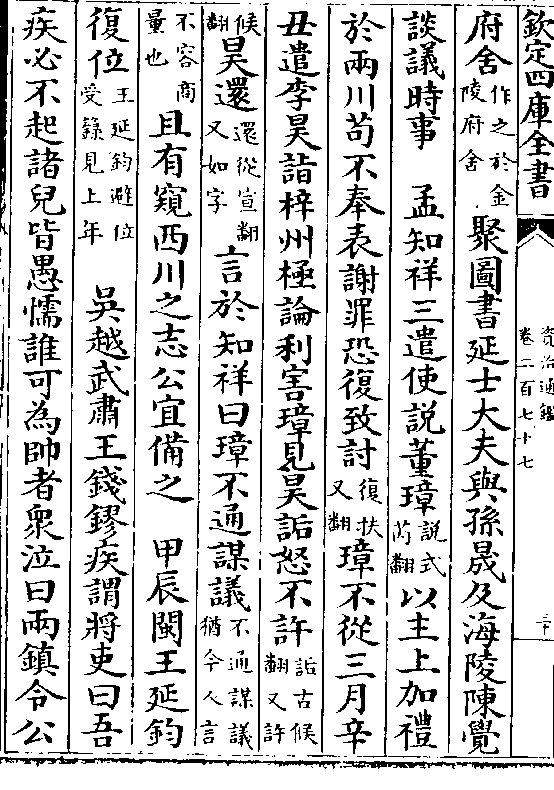 欽定四庫全書
資治通鑑
卷二百七十七
府舍作之於金陵府舍聚圖書延士大夫與孫晟及海陵陳覺
談議時事　孟知祥三遣使說董璋說式芮翻以主上加禮
於兩川苟不奉表謝罪恐復致討復扶又翻璋不從三月辛
丑遣李昊詣梓州極論利害璋見昊詬怒不許詬古候翻又許
候翻昊還還從宣翻又如字言於知祥曰璋不通謀議不通謀議猶今人言
不容商量也且有窺西川之志公宜備之　甲辰閩王延鈞
復位王延鈞避位受籙見上年　吳越武肅王錢鏐疾謂將吏曰吾
疾必不起諸兒皆愚懦誰可為帥者衆泣曰兩鎮令公